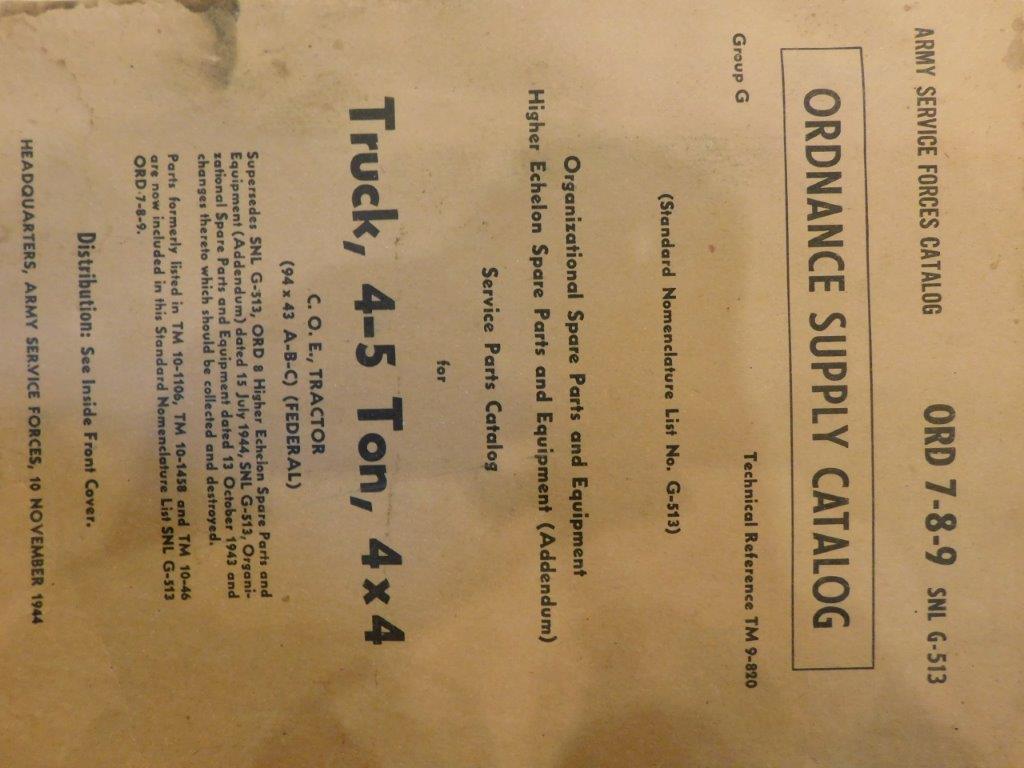 ARMY SERVICE FORCES CATALOG ORD 7-8-9 SNL G-513
ORDNANCE SUPPLY CATALOG
Group G Technical Reference TM 9-820
(Standard Nomenclature List No. G-513)
Organizational Spare Parts and Equipment
Higher Echelon Spare Parts and Equipment (Addendum)
Service Parts Catalog
for
Truck, 4-5 Ton, 4x4
C. O. E., TRACTOR
(94 x 43 A-B-C) (FEDERAL)
Supersedes SNL G-513, ORD 8 Higher Echelon Spare Parts and
Equipment (Addendum) dated 15 July 1944, SNL G-513, Organi-
zational Spare Parts and Equipment dated 13 October 1943 and
changes thereto which should be collected and destroyed.
Parts formerly listed in TM 10-1106, TM 10-1458 and TM 10-46
are now included in this Standard Nomenclature List SNL G-513
ORD-7-8-9.
Distribution: See Inside Front Cover.
HEADQUARTERS, ARMY SERVICE FORCES, 10 NOVEMBER 1944